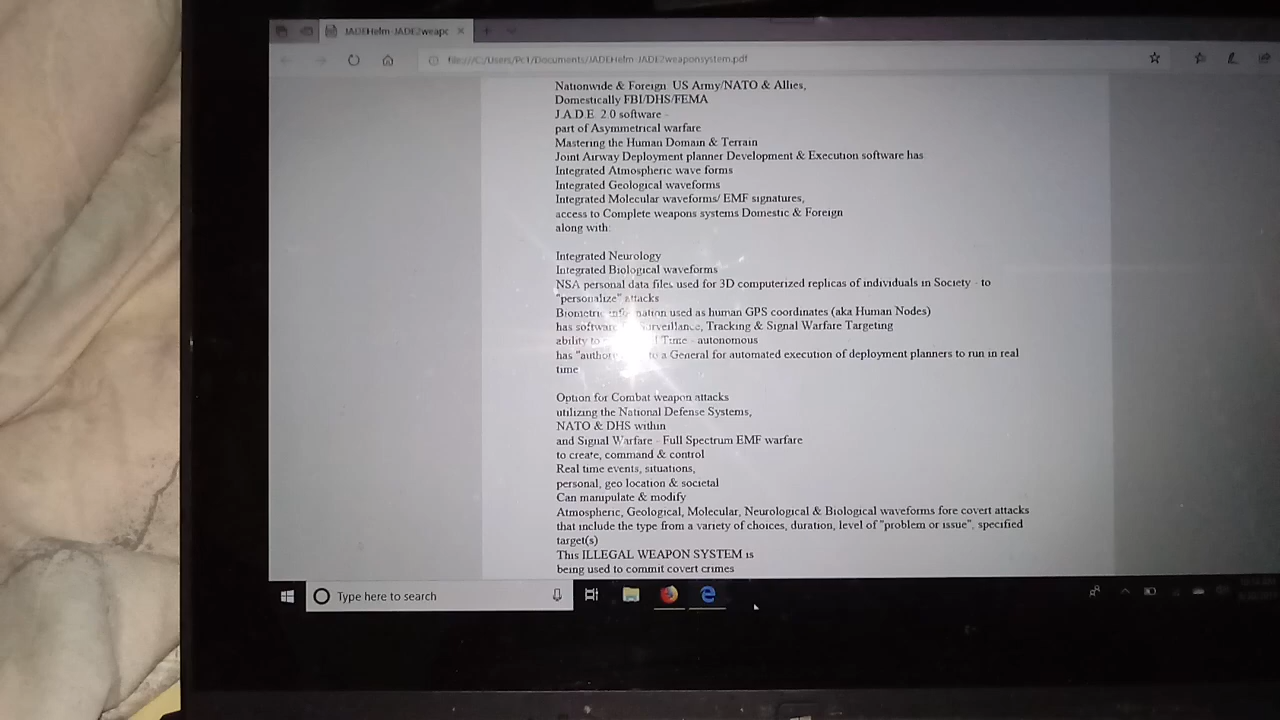 JADEHelm-JADE2weapc
file:///C:/Users/Pc1/Documents/JADEHelm-JADE2weaponsystem.pdf
Nationwide & Foreign US Army/NATO & Allies,
Domestically FBI/DHS/FEMA
J.A.D.E. 2.0 software -
part of Asymmetrical warfare
Mastering the Human Domain & Terrain
Joint Airway Deployment planner Development & Execution software has
Integrated Atmospheric wave forms
Integrated Geological waveforms
Integrated Molecular waveforms/ EMF signatures,
access to Complete weapons systems Domestic & Foreign
along with:
Integrated Neurology
Integrated Biological waveforms
NSA personal data files used for 3D computerized replicas of individuals in Society - to
"personalize" attacks
Biometric information used as human GPS coordinates (aka Human Nodes)
has software Surveillance, Tracking & Signal Warfare Targeting
ability to Time - autonomous
has to a General for automated execution of deployment planners to run in real
time
Option for Combat weapon attacks
utilizing the National Defense Systems,
NATO & DHS within
and Signal Warfare - Full Spectrum EMF warfare
to create, command & control
Real time events, situations,
personal, geo location & societal
Can manipulate & modify
Atmospheric, Geological, Molecular, Neurological & Biological waveforms fore covert attacks
that include the type from a variety of choices, duration, level of "problem or issue", specified
target(s)
This ILLEGAL WEAPON SYSTEM is
being used to commit covert crimes
Type here to search